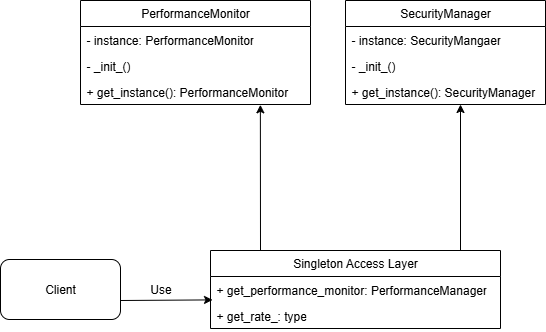 PerformanceMonitor
- instance: PerformanceMonitor
- _init_()
+ get_instance(): PerformanceMonitor
SecurityManager
- instance: SecurityMangaer
- _init_()
+ get_instance(): SecurityManager
Singleton Access Layer
+ get_performance_monitor: PerformanceManager
+ get_rate_: type
Client
Use